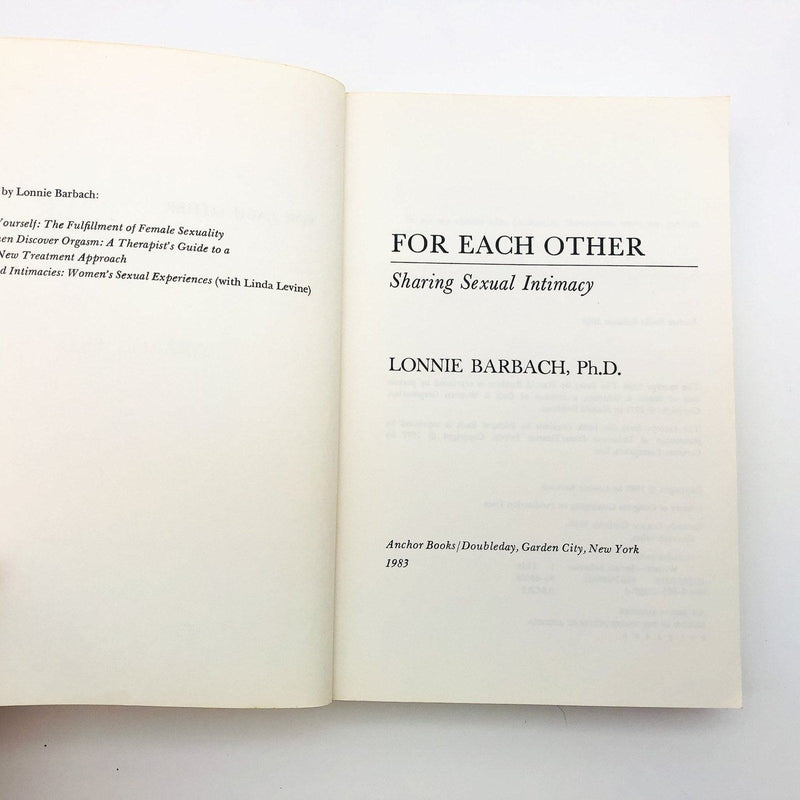 by Lonnie Barbach:
Yourself: The Fulfillment of Female Sexuality
Discover Orgasm: A Therapist's Guide to a
New Treatment Approach
Intimacies: Women's Sexual Experiences (with Linda Levine)
FOR EACH OTHER
Sharing Sexual Intimacy
LONNIE BARBACH, Ph.D.
Anchor Books/Doubleday, Garden City, New York
1983